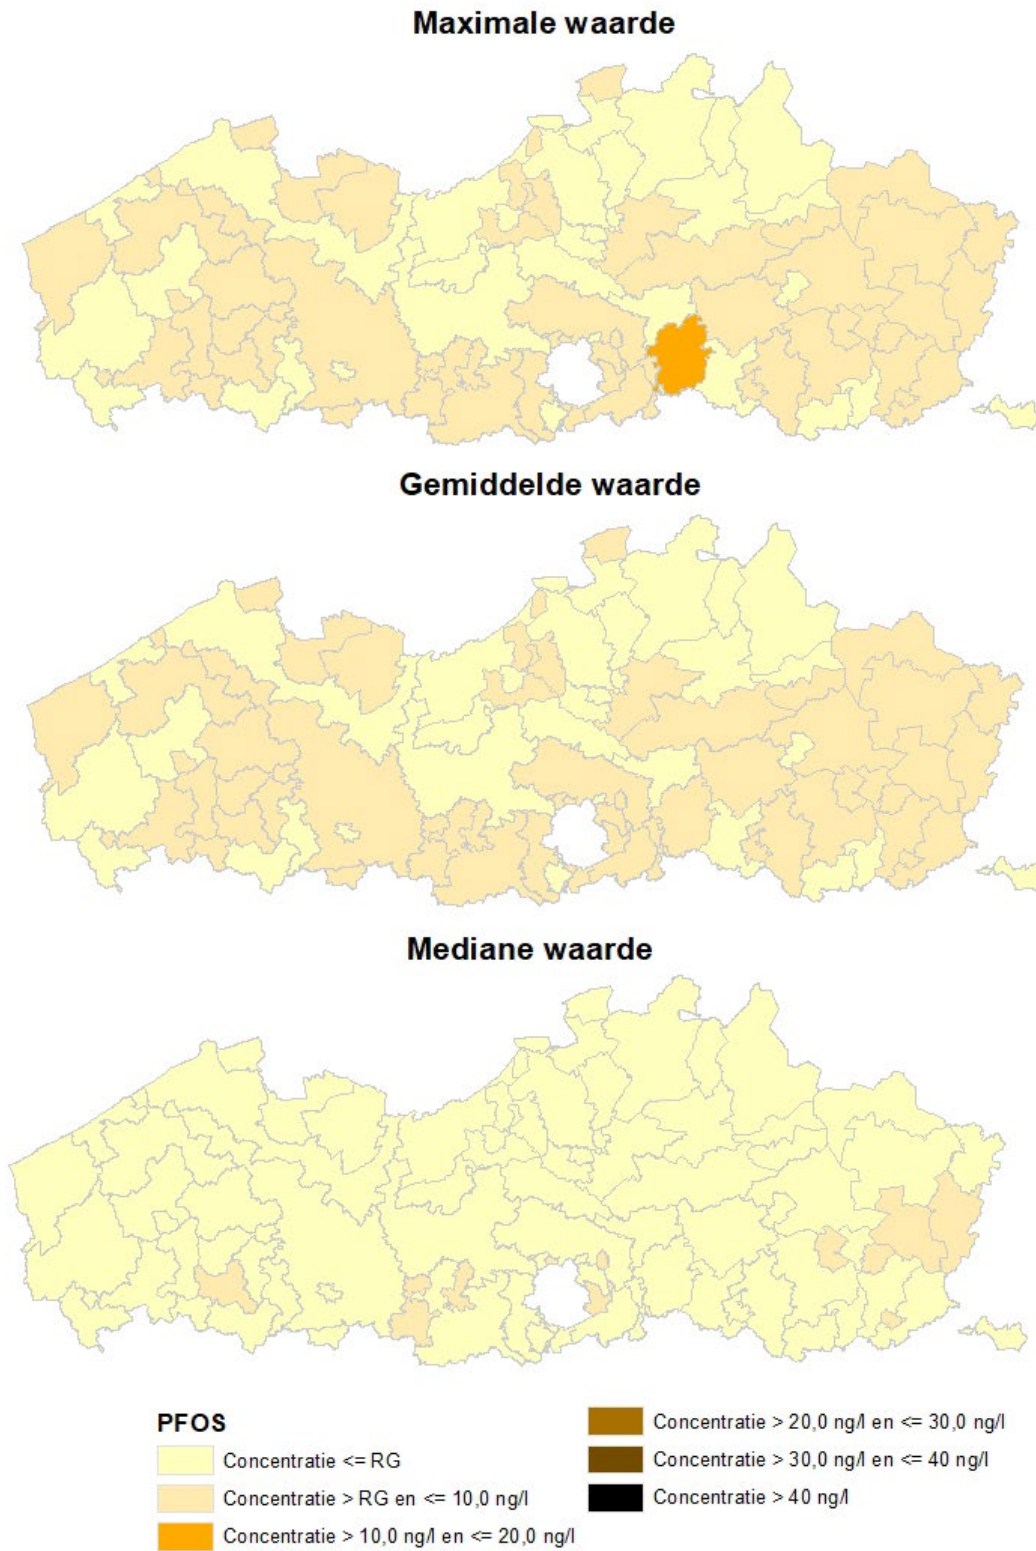 Maximale waarde
Gemiddelde waarde
Mediane waarde
PFOS
Concentratie <= RG
Concentratie > RG en <= 10,0 ng/l
Concentratie > 10,0 ng/l en <= 20,0 ng/l
Concentratie > 20,0 ng/l en <= 30,0 ng/l
Concentratie > 30,0 ng/l en <= 40 ng/l
Concentratie > 40 ng/l